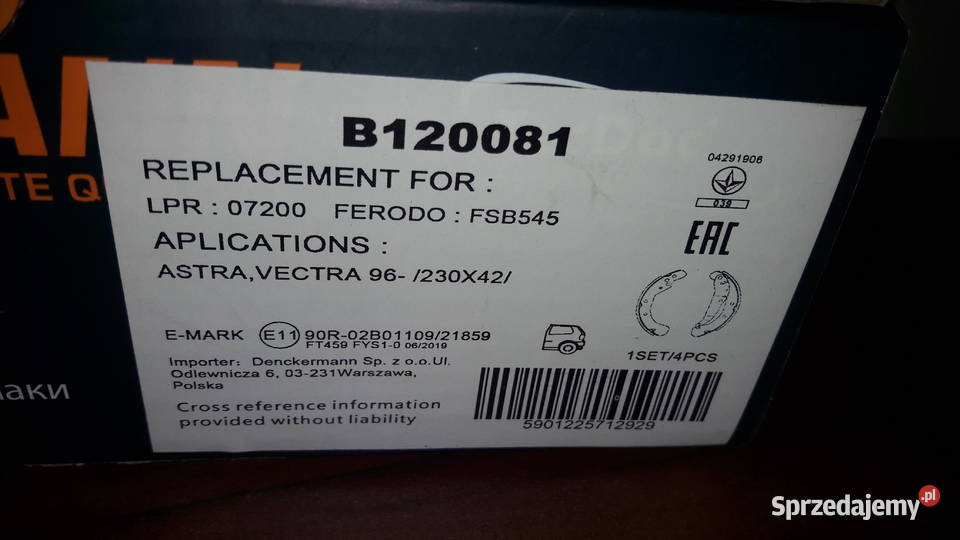 B120081
REPLACEMENT FOR :
LPR : 07200 FERODO : FSB545
APLICATIONS :
ASTRA,VECTRA 96- /230X42/
04291906
039
EAC
E-MARK E11 90R-02B01109/21859
FT459 FYS1-0 06/2019
Importer: Denckermann Sp. z o.o.Ul.
Odlewnicza 6, 03-231Warszawa,
Polska
Cross reference information
provided without liability
1SET/4PCS
5901225712929
TE Q
Sprzedajemy.pl